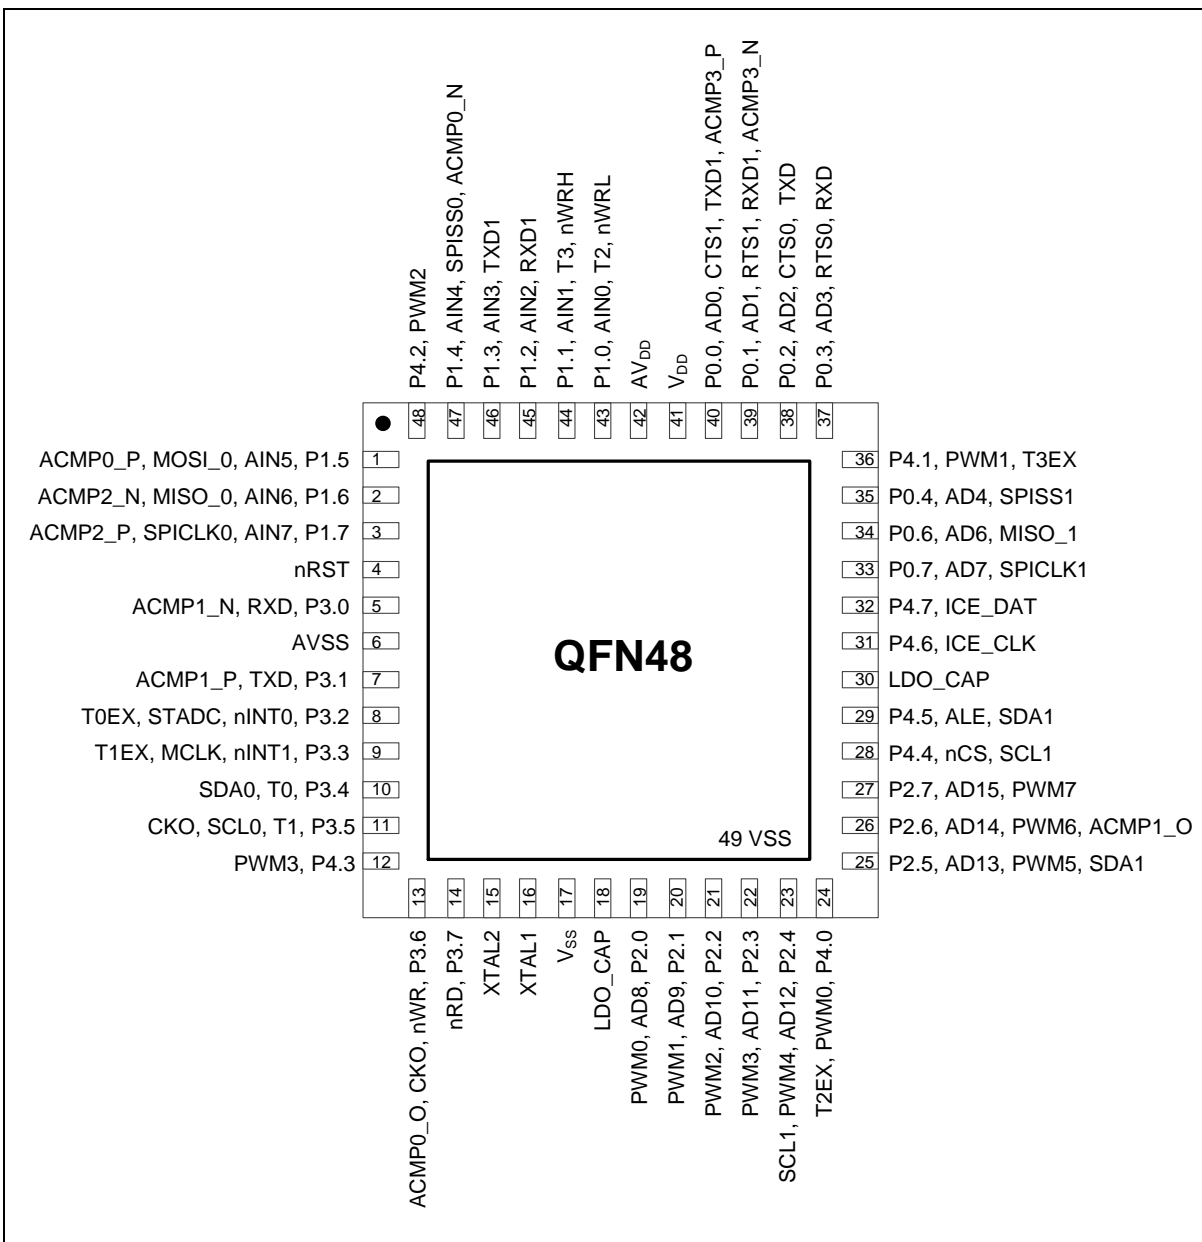 P4.2, PWM2
P1.4, AIN4, SPISS0, ACMP0_N
P1.3, AIN3, TXD1
P1.2, AIN2, RXD1
P1.1, AIN1, T3, nWRH
P1.0, AIN0, T2, nWRL
AVDD
VDD
P0.0, AD0, CTS1, TXD1, ACMP3_P
P0.1, AD1, RTS1, RXD1, ACMP3_N
P0.2, AD2, CTS0, TXD
P0.3, AD3, RTS0, RXD
48
47
46
45
44
43
42
41
40
39
38
37
ACMP0_P, MOSI_0, AIN5, P1.5 1
ACMP2_N, MISO_0, AIN6, P1.6 2
ACMP2_P, SPICLK0, AIN7, P1.7 3
nRST 4
ACMP1_N, RXD, P3.0 5
AVSS 6
ACMP1_P, TXD, P3.1 7
T0EX, STADC, nINT0, P3.2 8
T1EX, MCLK, nINT1, P3.3 9
SDA0, T0, P3.4 10
CKO, SCL0, T1, P3.5 11
PWM3, P4.3 12
QFN48
49 VSS
36 P4.1, PWM1, T3EX
35 P0.4, AD4, SPISS1
34 P0.6, AD6, MISO_1
33 P0.7, AD7, SPICLK1
32 P4.7, ICE_DAT
31 P4.6, ICE_CLK
30 LDO_CAP
29 P4.5, ALE, SDA1
28 P4.4, nCS, SCL1
27 P2.7, AD15, PWM7
26 P2.6, AD14, PWM6, ACMP1_O
25 P2.5, AD13, PWM5, SDA1
13
14
15
16
17
18
19
20
21
22
23
24
ACMP0_O, CKO, nWR, P3.6
nRD, P3.7
XTAL2
XTAL1
VSS
LDO_CAP
PWM0, AD8, P2.0
PWM1, AD9, P2.1
PWM2, AD10, P2.2
PWM3, AD11, P2.3
SCL1, PWM4, AD12, P2.4
T2EX, PWM0, P4.0